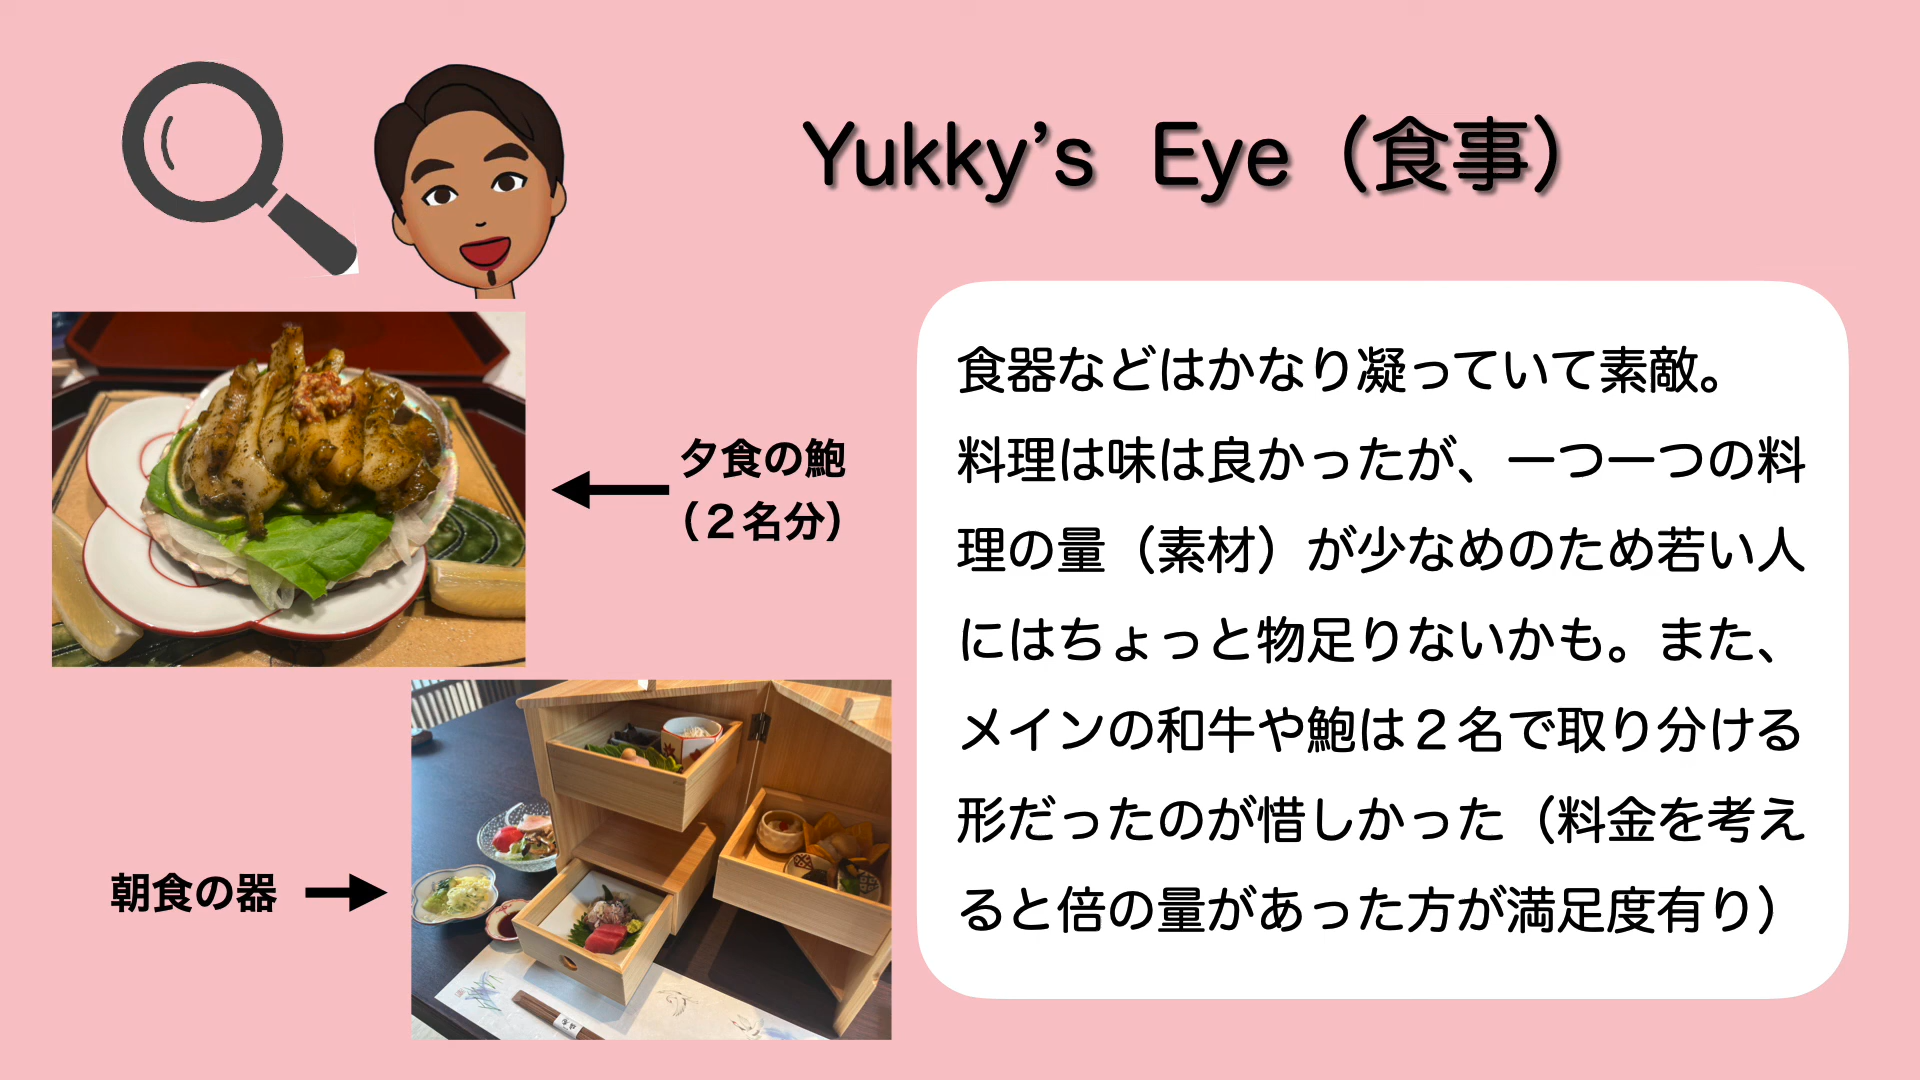 Yukky’s Eye（食事）
食器などはかなり凝っていて素敵。
料理は味は良かったが、一つ一つの料
理の量（素材）が少なめのため若い人
にはちょっと物足りないかも。また、
メインの和牛や鮑は２名で取り分ける
形だったのが惜しかった（料金を考え
ると倍の量があった方が満足度有り）
夕食の鮑
（２名分）
朝食の器